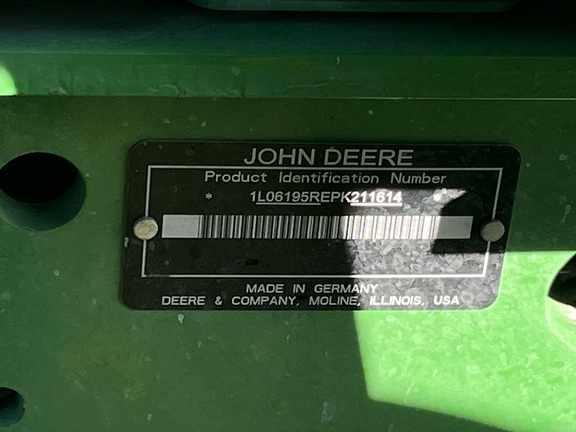 JOHN DEERE
Product Identification Number
* 1L06195REPK211614 *
MADE IN GERMANY
DEERE & COMPANY, MOLINE, ILLINOIS, USA